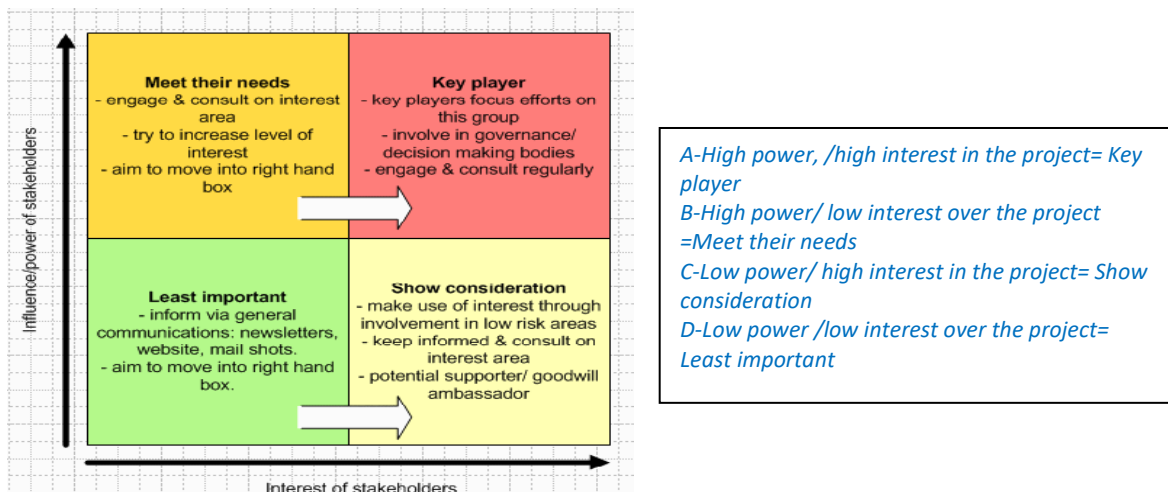 Influence/power of stakeholders
Meet their needs
- engage & consult on interest
area
- try to increase level of
interest
- aim to move into right hand
box
Key player
- key players focus efforts on
this group
- involve in governance/
decision making bodies
- engage & consult regularly
Least important
- inform via general
communications: newsletters,
website, mail shots.
- aim to move into right hand
box.
Show consideration
- make use of interest through
involvement in low risk areas
- keep informed & consult on
interest area
- potential supporter/ goodwill
ambassador
Interest of stakeholders
A-High power, /high interest in the project= Key
player
B-High power/ low interest over the project
=Meet their needs
C-Low power/ high interest in the project= Show
consideration
D-Low power /low interest over the project=
Least important